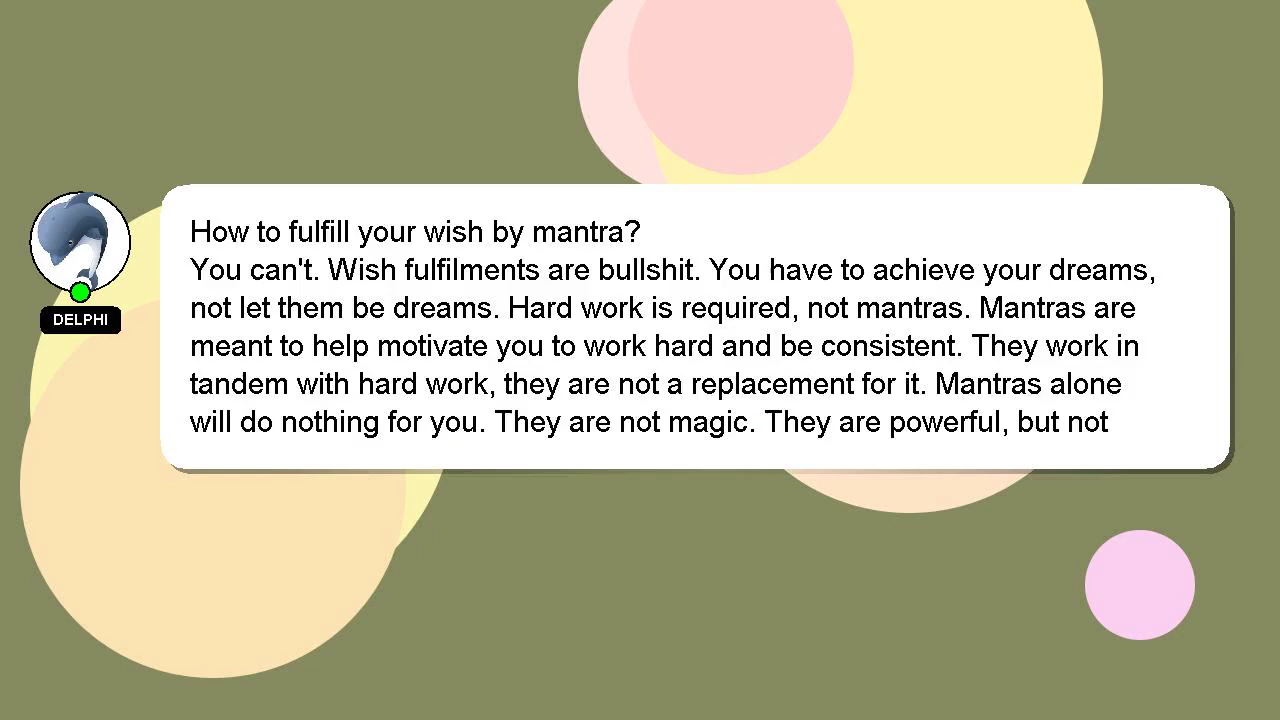 How to fulfill your wish by mantra?
You can't. Wish fulfilments are bullshit. You have to achieve your dreams,
not let them be dreams. Hard work is required, not mantras. Mantras are
meant to help motivate you to work hard and be consistent. They work in
tandem with hard work, they are not a replacement for it. Mantras alone
will do nothing for you. They are not magic. They are powerful, but not
DELPHI